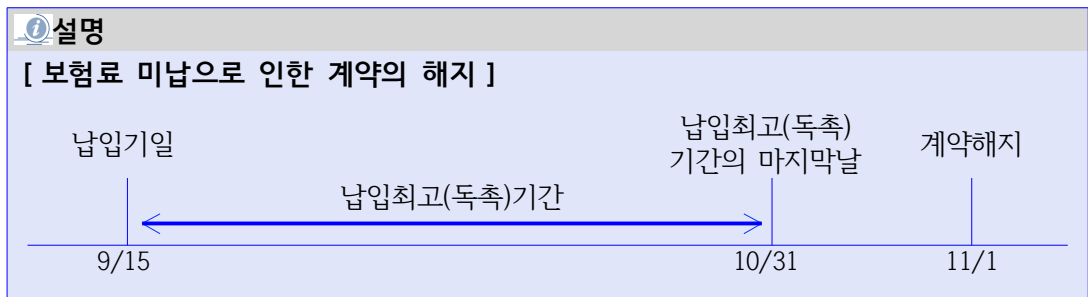 설명
[ 보험료 미납으로 인한 계약의 해지 ]
납입기일
납입최고(독촉)
기간의 마지막날
계약해지
납입최고(독촉)기간
9/15
10/31
11/1